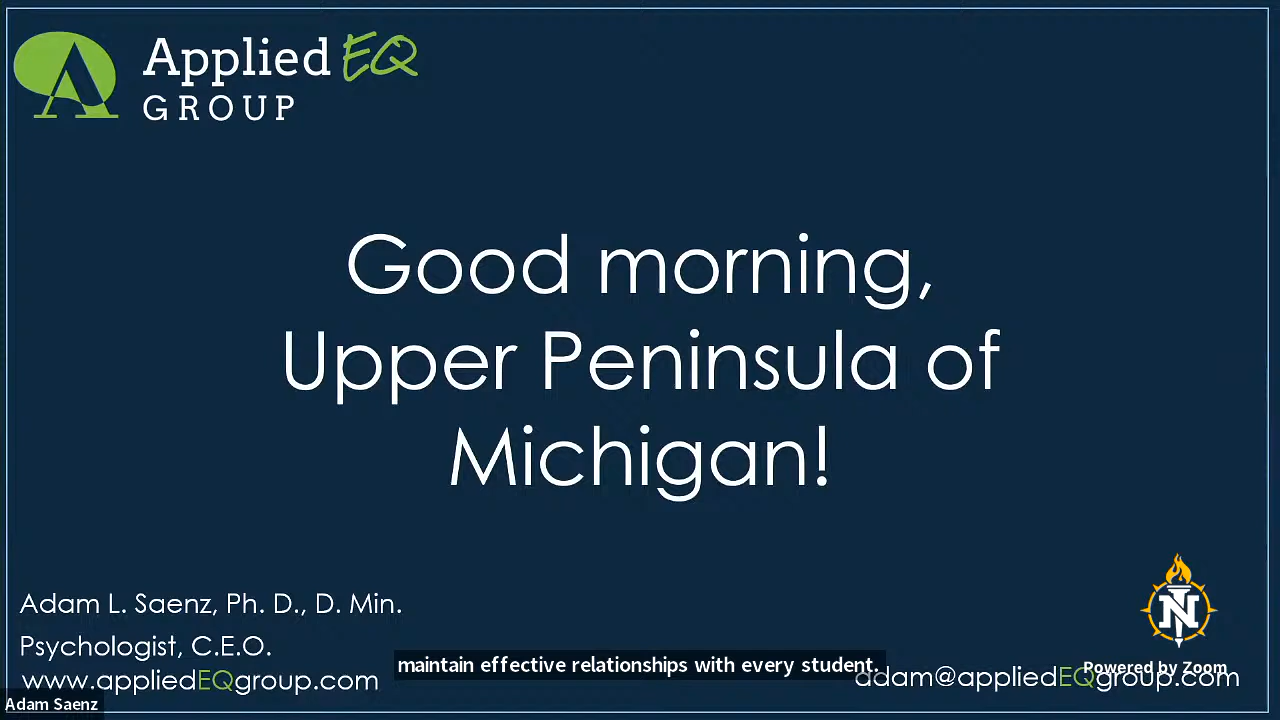 Applied EQ
GROUP
Good morning,
Upper Peninsula of
Michigan!
Adam L. Saenz, Ph. D., D. Min.
Psychologist, C.E.O.
www.appliedEQgroup.com
maintain effective relationships with every student.
adam@appliedEQgroup.com
N
Powered by Zoom
Adam Saenz